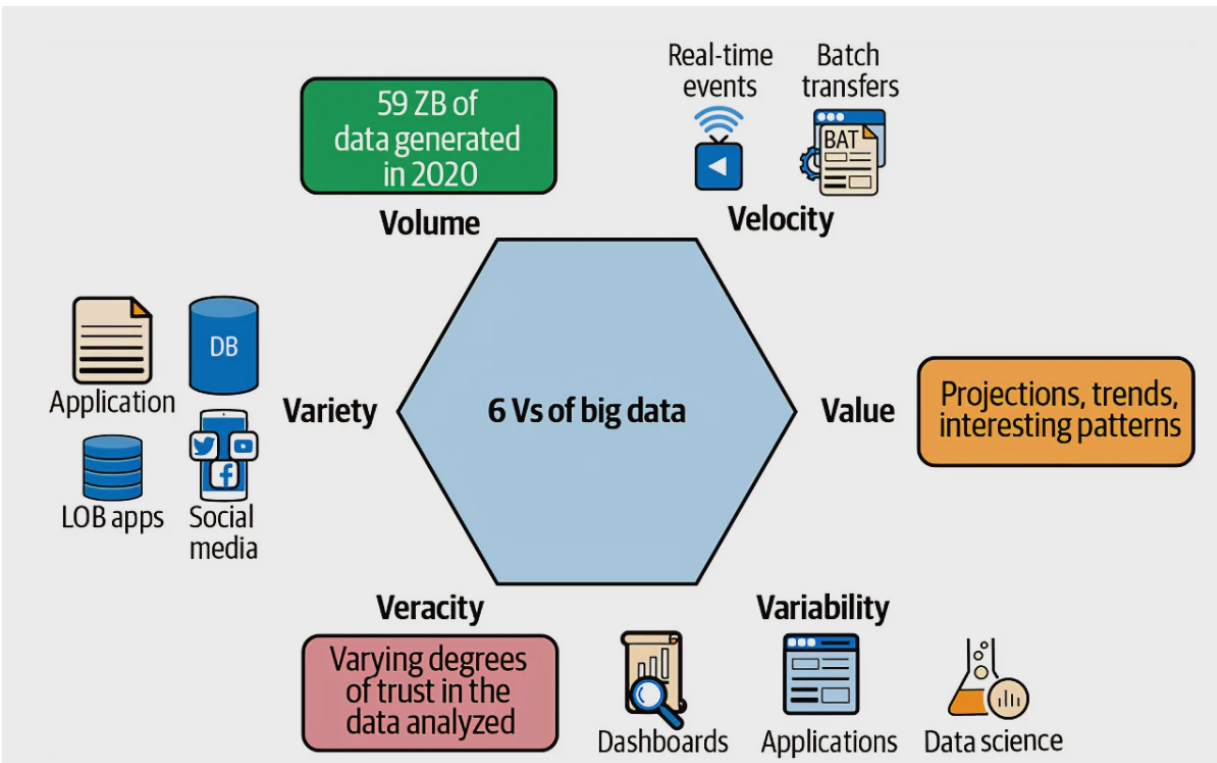 59 ZB of
data generated
in 2020
Volume
Real-time
events
Batch
transfers
BAT
Velocity
Application
DB
LOB apps
Social
media
Variety
6 Vs of big data
Value
Projections, trends,
interesting patterns
Veracity
Varying degrees
of trust in the
data analyzed
Variability
Dashboards
Applications
Data science